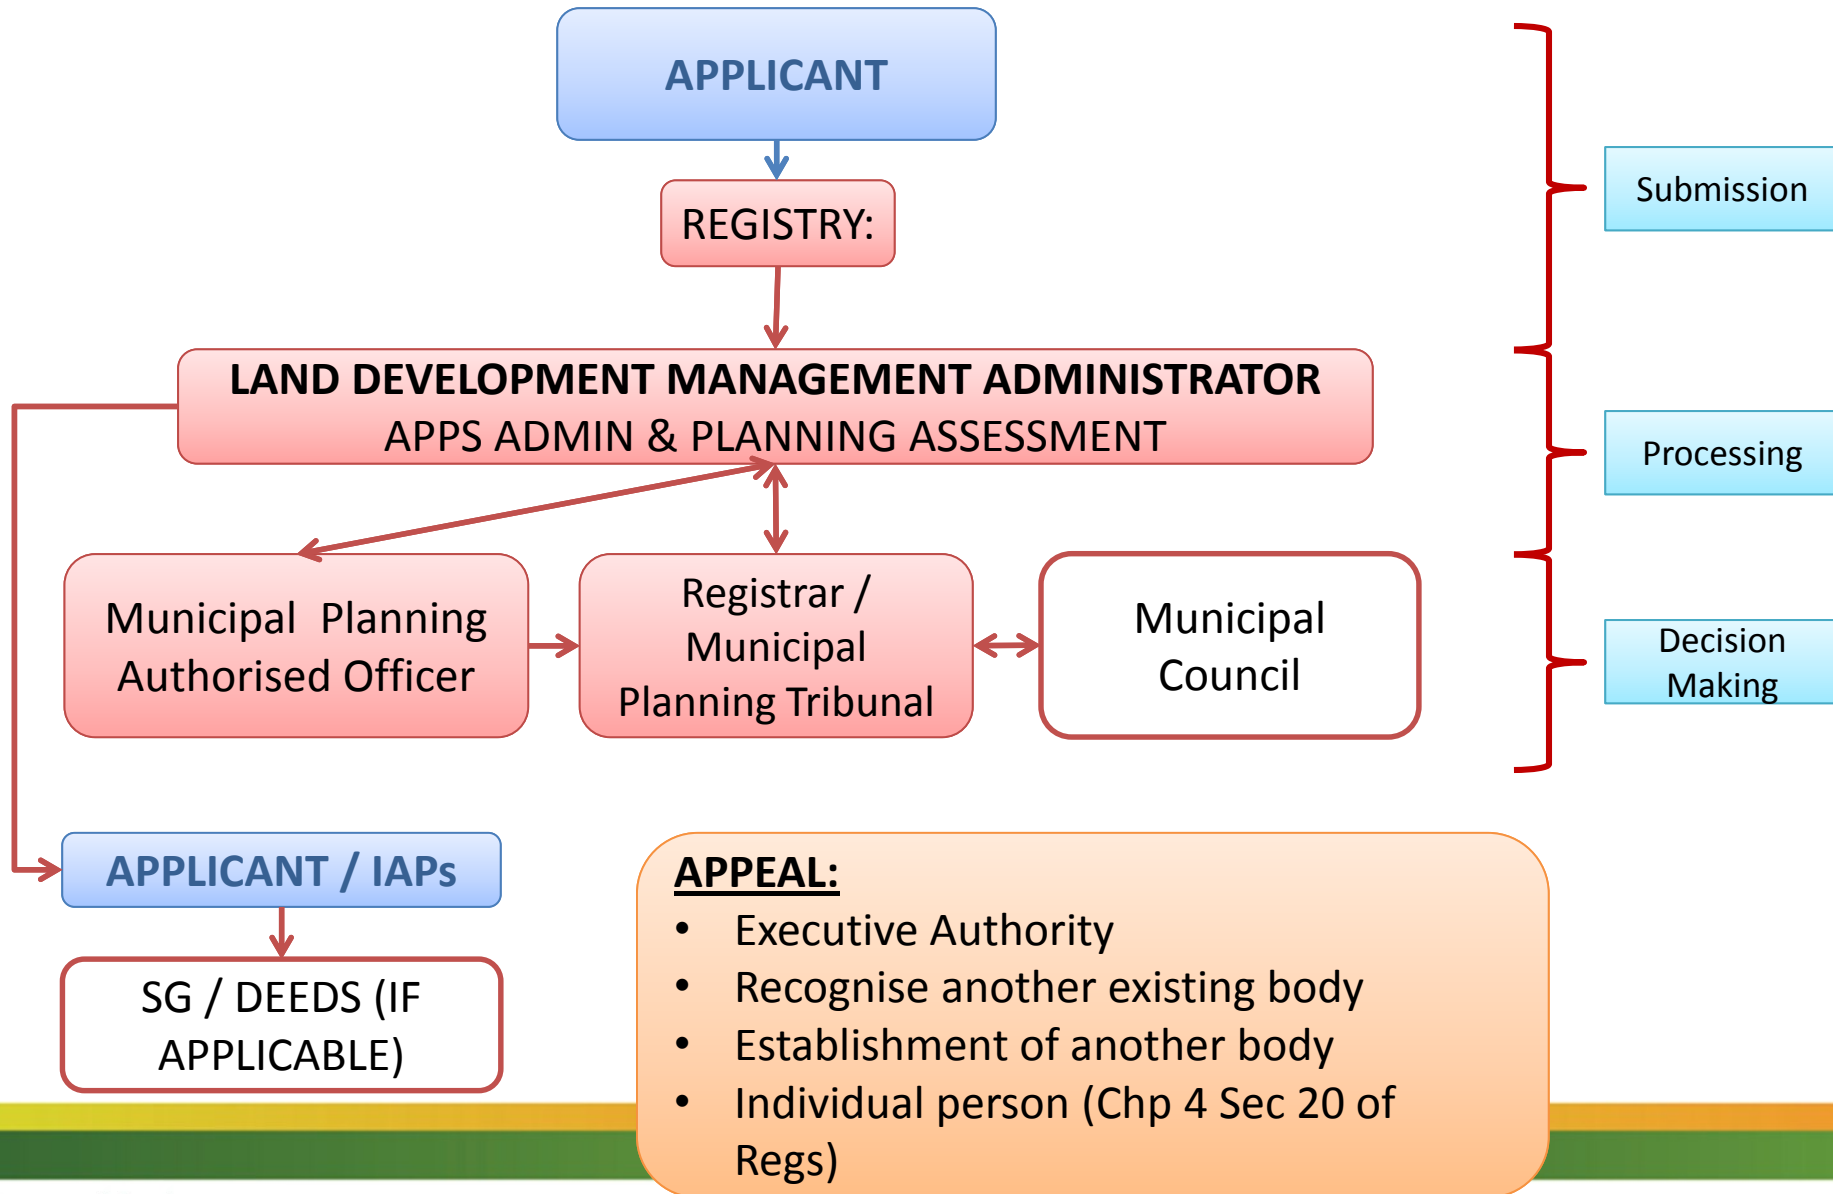 APPLICANT
REGISTRY:
Submission
LAND DEVELOPMENT MANAGEMENT ADMINISTRATOR
APPS ADMIN & PLANNING ASSESSMENT
Processing
Municipal  Planning
Authorised Officer
Registrar /
Municipal
Planning Tribunal
Municipal
Council
Decision
Making
APPLICANT / IAPs
SG / DEEDS (IF
APPLICABLE)
APPEAL:
• Executive Authority
• Recognise another existing body
• Establishment of another body
• Individual person (Chp 4 Sec 20 of
Regs)